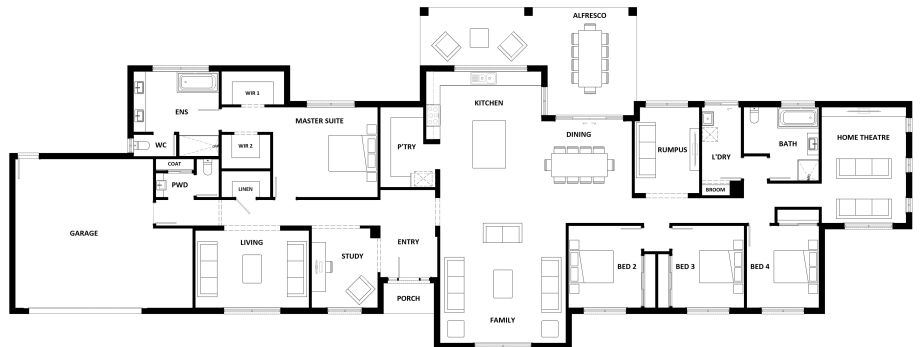 ALFRESCO
WIR 1
KITCHEN
ENS
MASTER SUITE
DINING
WC
WIR 2
P'TRY
RUMPUS
L'DRY
BATH
HOME THEATRE
COAT
PWD
LINEN
BROOM
GARAGE
LIVING
STUDY
ENTRY
BED 2
BED 3
BED 4
PORCH
FAMILY